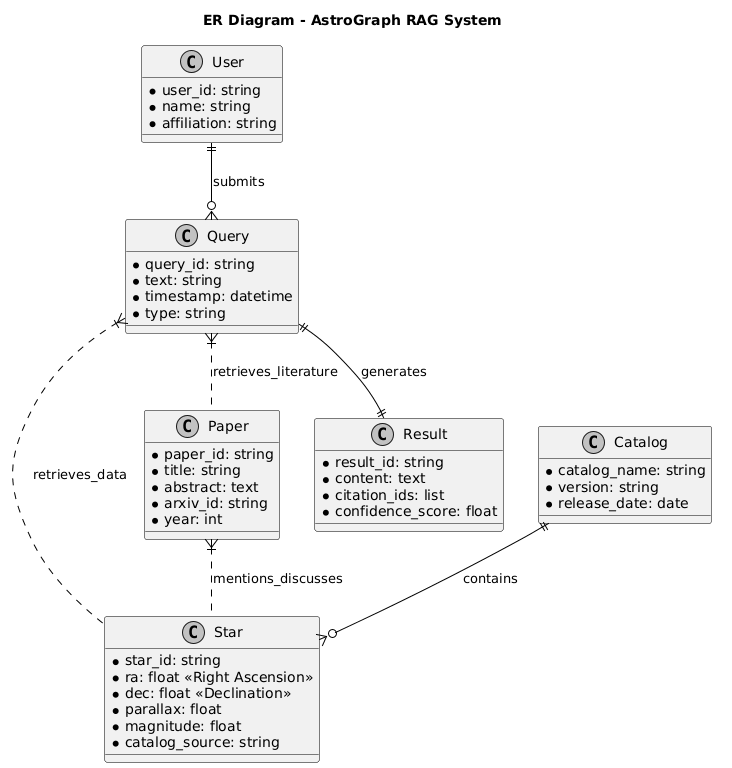 ER Diagram - AstroGraph RAG System
C User
user_id: string
name: string
affiliation: string
submits
C Query
query_id: string
text: string
timestamp: datetime
type: string
retrieves_literature
generates
C Paper
paper_id: string
title: string
abstract: text
arxiv_id: string
year: int
C Result
result_id: string
content: text
citation_ids: list
confidence_score: float
C Catalog
catalog_name: string
version: string
release_date: date
retrieves_data
mentions_discusses
contains
C Star
star_id: string
ra: float «Right Ascension»
dec: float «Declination»
parallax: float
magnitude: float
catalog_source: string